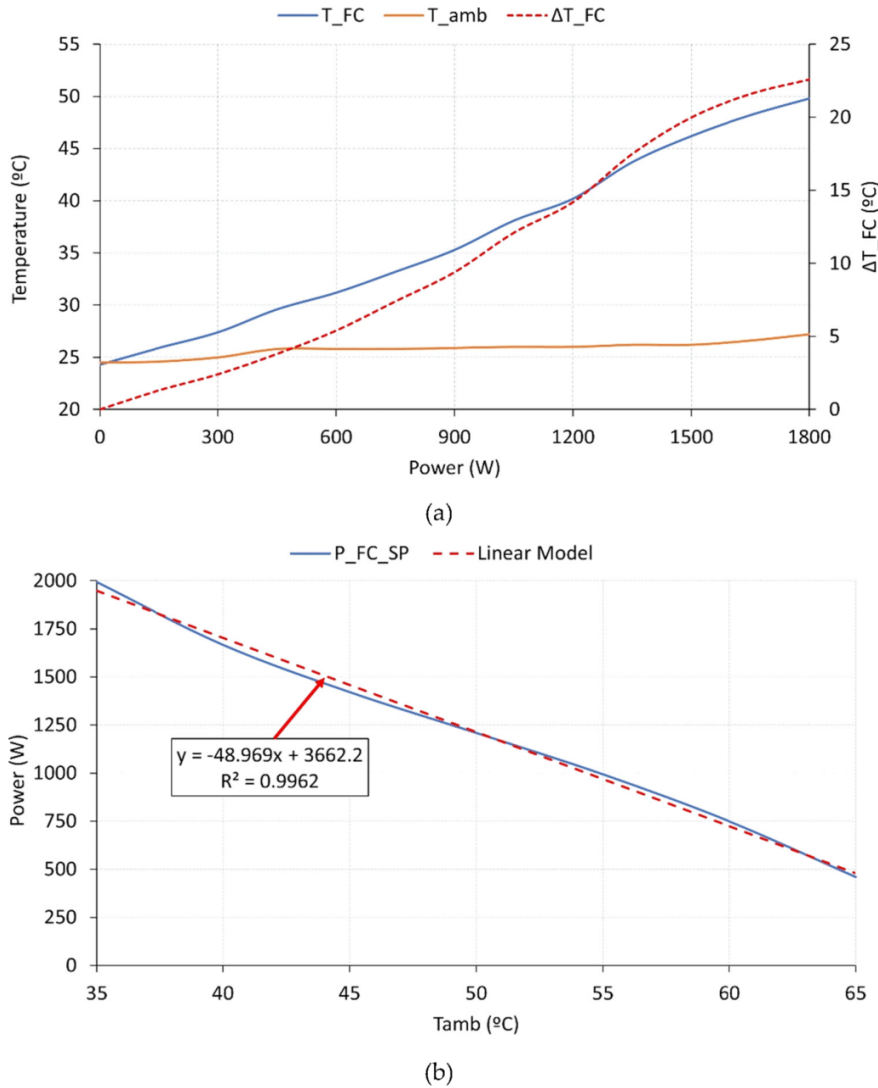 T_FC T_amb ΔT_FC
55 25
50
20
45
40 15
35
10
30
5
25
20 0
0 300 600 900 1200 1500 1800
Temperature (ºC)
ΔT_FC (ºC)
Power (W)
(a)
P_FC_SP Linear Model
2000
1750
1500
1250
1000
750
500
250
0
y = -48.969x + 3662.2
R² = 0.9962
35 40 45 50 55 60 65
Power (W)
Tamb (ºC)
(b)